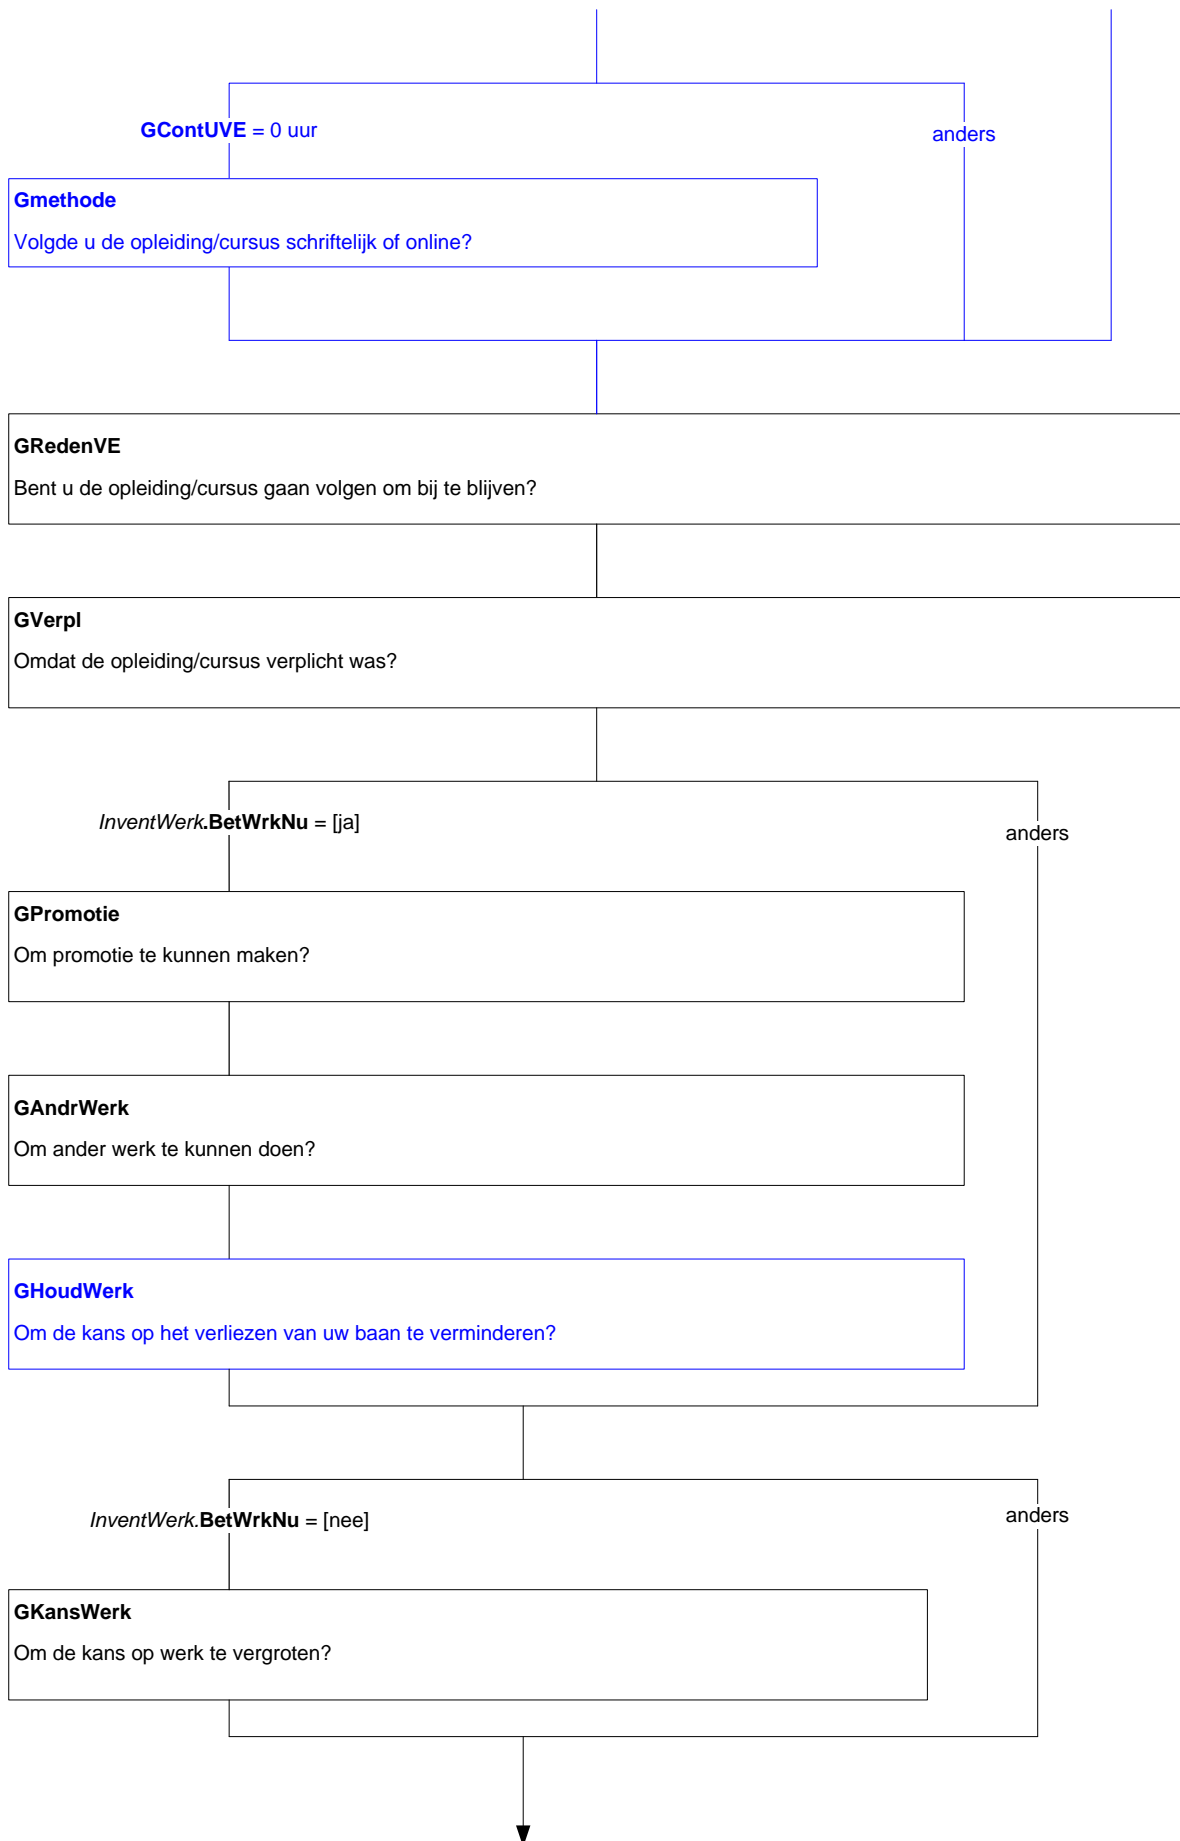 GContUVE = 0 uur
anders
Gmethode
Volgde u de opleiding/cursus schriftelijk of online?
GRedenVE
Bent u de opleiding/cursus gaan volgen om bij te blijven?
GVerpl
Omdat de opleiding/cursus verplicht was?
InventWerk.BetWrkNu = [ja]
anders
GPromotie
Om promotie te kunnen maken?
GAndrWerk
Om ander werk te kunnen doen?
GHoudWerk
Om de kans op het verliezen van uw baan te verminderen?
InventWerk.BetWrkNu = [nee]
anders
GKansWerk
Om de kans op werk te vergroten?